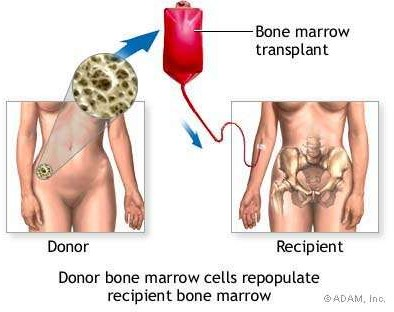 Bone marrow
transplant
Donor
Recipient
Donor bone marrow cells repopulate
recipient bone marrow
©ADAM, Inc.